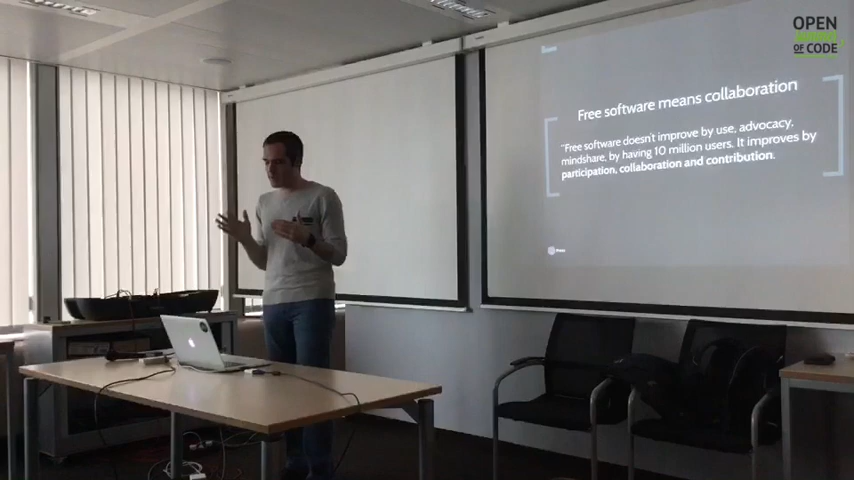 OPEN
OF CODE
Free software means collaboration
"Free software doesn't improve by use, advocacy,
mindshare, by having 10 million users. It improves by
participation, collaboration and contribution.